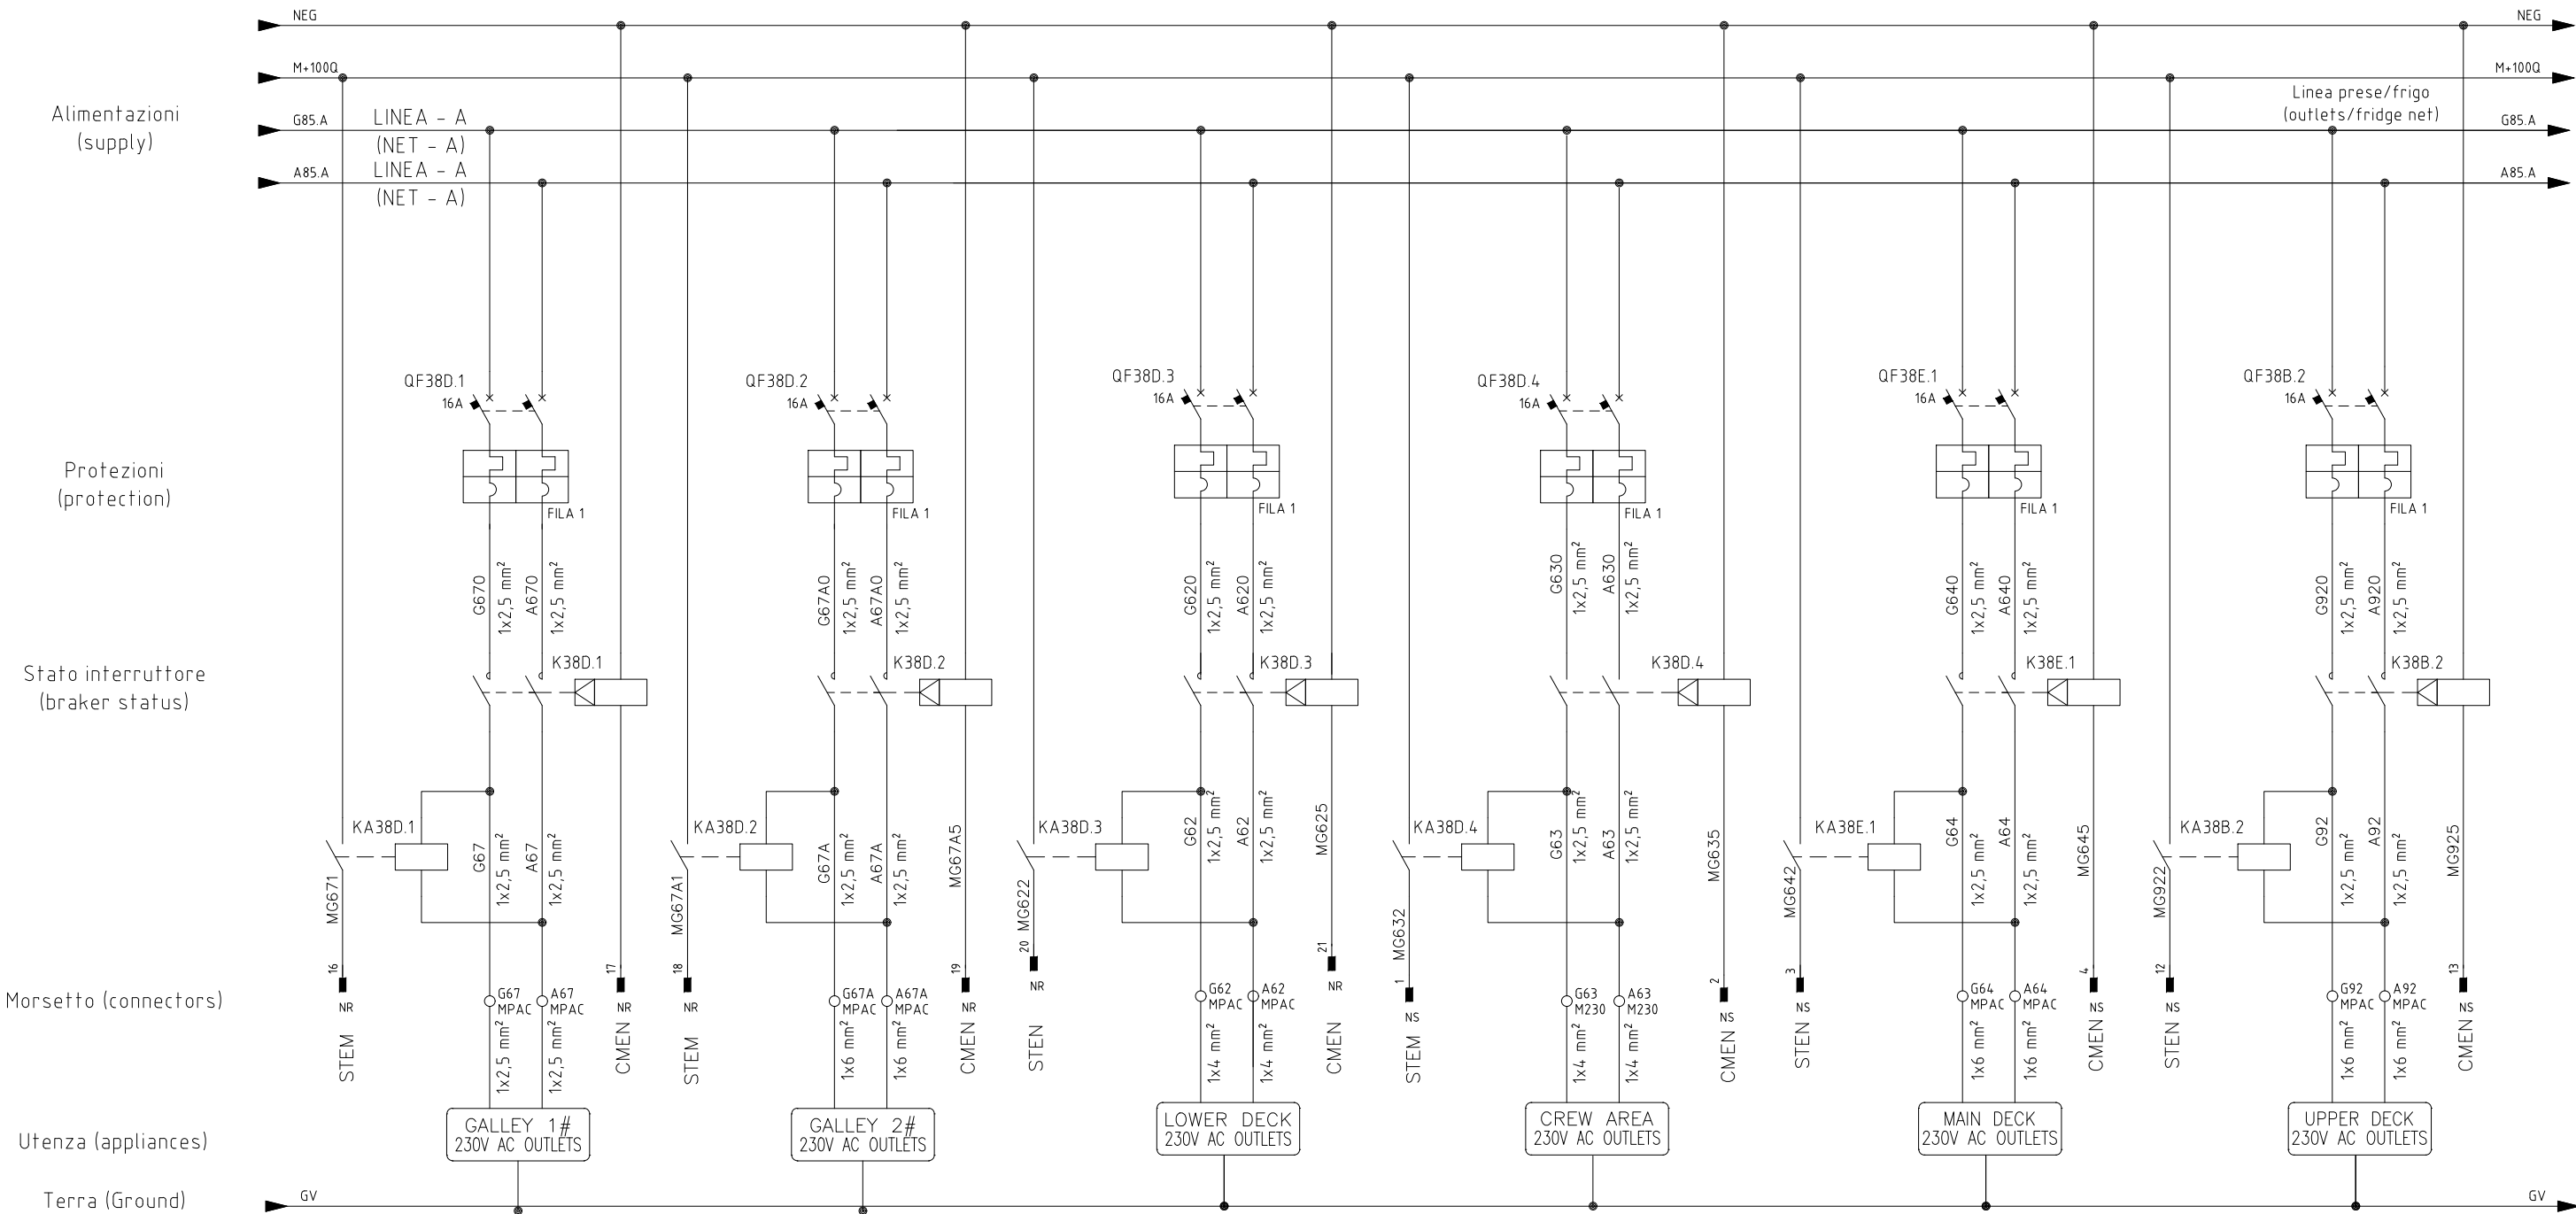 NEG
NEG
M+100Q
M+100Q
Alimentazioni
(supply)
G85.A
LINEA - A
(NET - A)
Linea prese/frigo
(outlets/fridge net)
G85.A
A85.A
LINEA - A
(NET - A)
A85.A
Protezioni
(protection)
QF38D.1
16A
FILA 1
QF38D.2
16A
FILA 1
QF38D.3
16A
FILA 1
QF38D.4
16A
FILA 1
QF38E.1
16A
FILA 1
QF38B.2
16A
FILA 1
G670
1x2,5 mm²
A670
1x2,5 mm²
G67A0
1x2,5 mm²
A67A0
1x2,5 mm²
G620
1x2,5 mm²
A620
1x2,5 mm²
G630
1x2,5 mm²
A630
1x2,5 mm²
G640
1x2,5 mm²
A640
1x2,5 mm²
G920
1x2,5 mm²
A920
1x2,5 mm²
Stato interruttore
(braker status)
K38D.1
K38D.2
K38D.3
K38D.4
K38E.1
K38B.2
MG671
KA38D.1
G67
1x2,5 mm²
A67
1x2,5 mm²
MG67A1
KA38D.2
G67A
1x2,5 mm²
A67A
1x2,5 mm²
MG67A5
MG622
KA38D.3
G62
1x2,5 mm²
A62
1x2,5 mm²
MG625
MG632
KA38D.4
G63
1x2,5 mm²
A63
1x2,5 mm²
MG635
MG642
KA38E.1
G64
1x2,5 mm²
A64
1x2,5 mm²
MG645
MG922
KA38B.2
G92
1x2,5 mm²
A92
1x2,5 mm²
MG925
Morsetto (connectors)
16
NR
STEM
G67
MPAC
A67
MPAC
1x2,5 mm²
1x2,5 mm²
17
NR
CMEN
18
NR
STEM
G67A
MPAC
A67A
MPAC
1x6 mm²
1x6 mm²
19
NR
CMEN
20
NR
STEN
G62
MPAC
A62
MPAC
1x4 mm²
1x4 mm²
21
NR
CMEN
1
NS
STEM
G63
M230
A63
M230
1x4 mm²
1x4 mm²
2
NS
CMEN
3
NS
STEN
G64
MPAC
A64
MPAC
1x6 mm²
1x6 mm²
4
NS
CMEN
12
NS
STEN
G92
MPAC
A92
MPAC
1x6 mm²
1x6 mm²
13
NS
CMEN
Utenza (appliances)
GALLEY 1#
230V AC OUTLETS
GALLEY 2#
230V AC OUTLETS
LOWER DECK
230V AC OUTLETS
CREW AREA
230V AC OUTLETS
MAIN DECK
230V AC OUTLETS
UPPER DECK
230V AC OUTLETS
Terra (Ground)
GV
GV